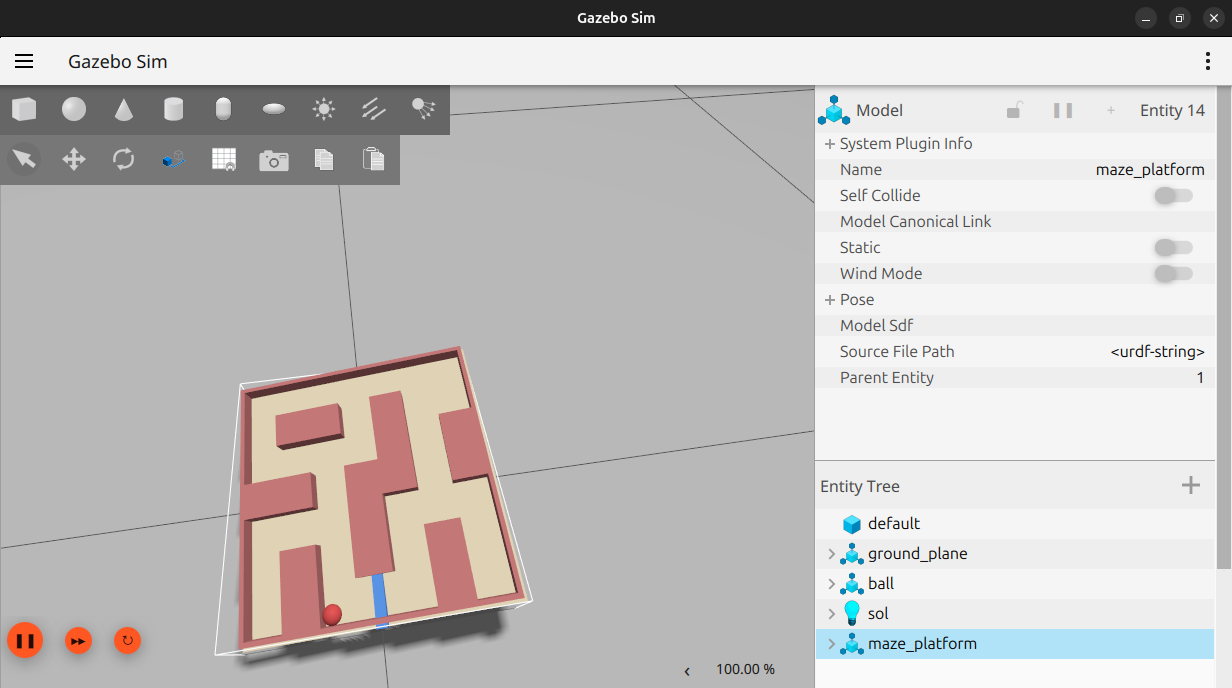 Gazebo Sim
Gazebo Sim
Model
Entity 14
System Plugin Info
Name maze_platform
Self Collide
Model Canonical Link
Static
Wind Mode
Pose
Model Sdf
Source File Path <urdf-string>
Parent Entity 1
Entity Tree
default
ground_plane
ball
sol
maze_platform
100.00 %